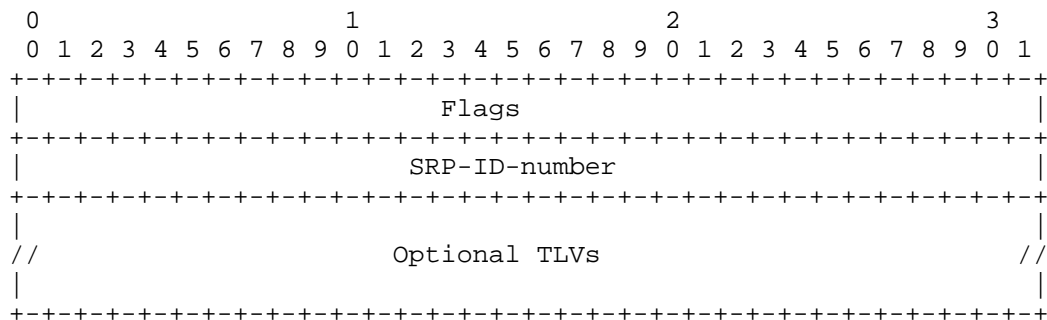 0                   1                   2                   3
 0 1 2 3 4 5 6 7 8 9 0 1 2 3 4 5 6 7 8 9 0 1 2 3 4 5 6 7 8 9 0 1
+-+-+-+-+-+-+-+-+-+-+-+-+-+-+-+-+-+-+-+-+-+-+-+-+-+-+-+-+-+-+-+-+
|                          Flags                                |
+-+-+-+-+-+-+-+-+-+-+-+-+-+-+-+-+-+-+-+-+-+-+-+-+-+-+-+-+-+-+-+-+
|                        SRP-ID-number                          |
+-+-+-+-+-+-+-+-+-+-+-+-+-+-+-+-+-+-+-+-+-+-+-+-+-+-+-+-+-+-+-+-+
|                                                               |
//                      Optional TLVs                          //
|                                                               |
+-+-+-+-+-+-+-+-+-+-+-+-+-+-+-+-+-+-+-+-+-+-+-+-+-+-+-+-+-+-+-+-+